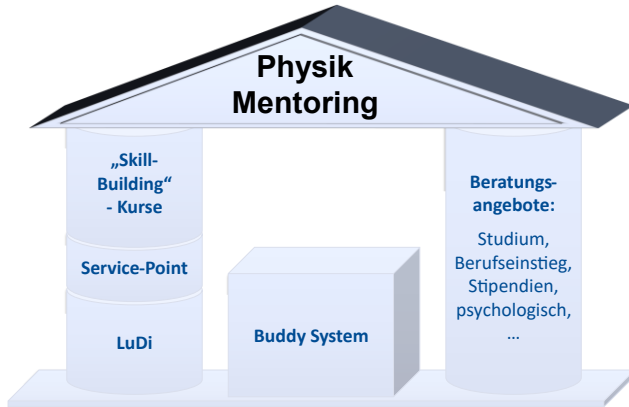 Physik
Mentoring
„Skill-
Building“
- Kurse
Service-Point
LuDi
Buddy System
Beratungs-
angebote:
Studium,
Berufseinstieg,
Stipendien,
psychologisch,
...